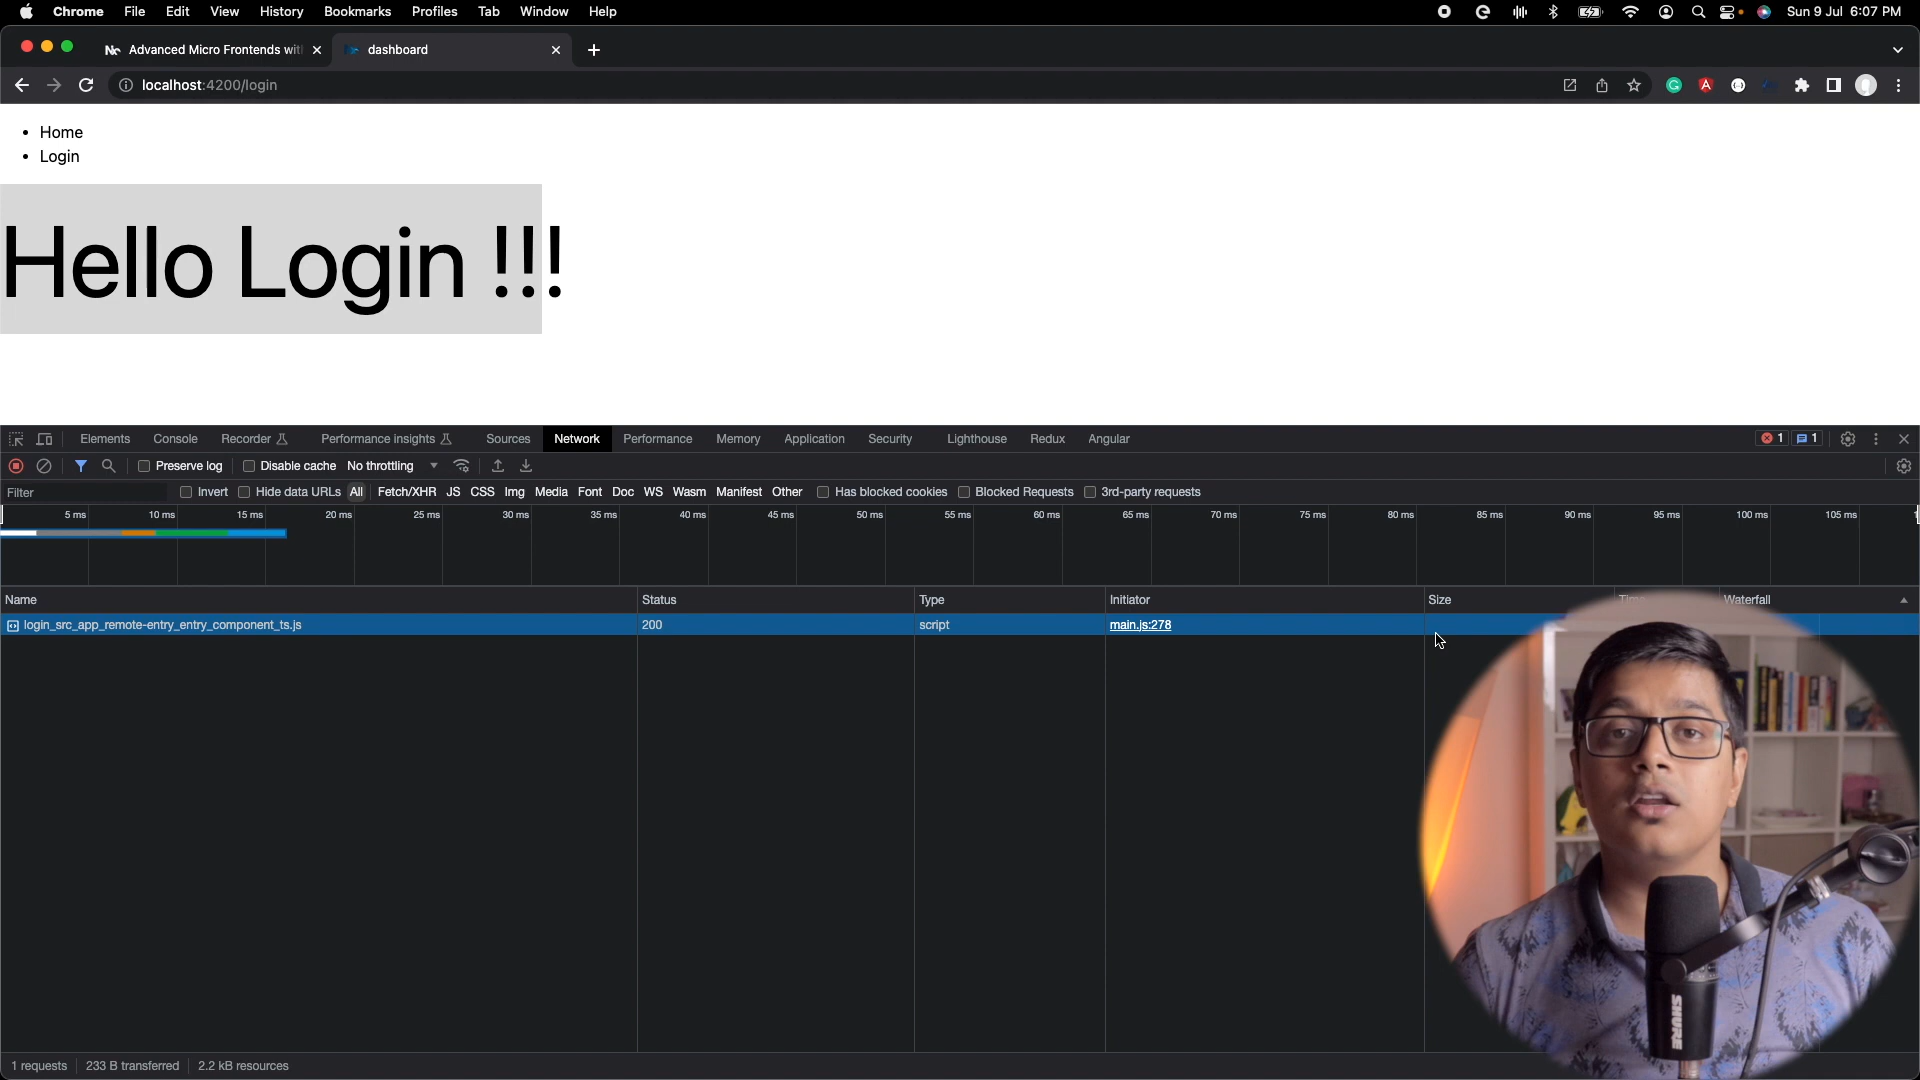 Chrome File Edit View History Bookmarks Profiles Tab Window Help Sun 9 Jul 6:07 PM
Advanced Micro Frontends wit dashboard
localhost:4200/login
Home
Login
Hello Login !!!
Elements Console Recorder Performance insights Sources Network Performance Memory Application Security Lighthouse Redux Angular 1 1
Preserve log Disable cache No throttling
Filter Invert Hide data URLs All Fetch/XHR JS CSS Img Media Font Doc WS Wasm Manifest Other Has blocked cookies Blocked Requests 3rd-party requests
5 ms 10 ms 15 ms 20 ms 25 ms 30 ms 35 ms 40 ms 45 ms 50 ms 55 ms 60 ms 65 ms 70 ms 75 ms 80 ms 85 ms 90 ms 95 ms 100 ms 105 ms
Name Status Type Initiator Size Time Waterfall
login_src_app_remote-entry_entry_component_ts.js 200 script main.js:278
SHURE
1 requests 233 B transferred 2.2 kB resources